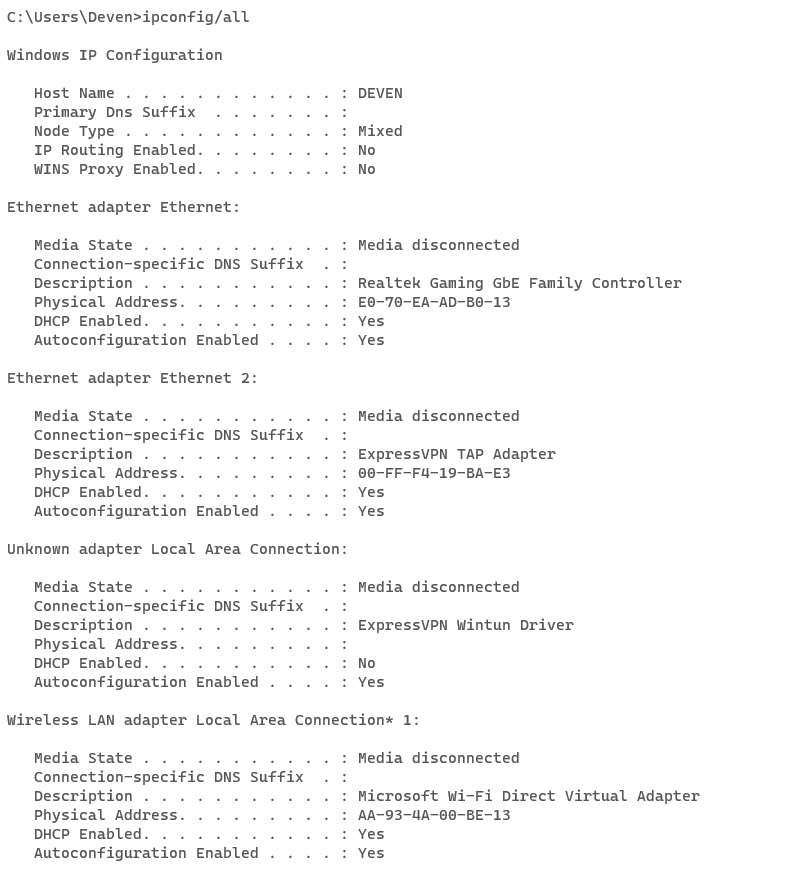 C:\Users\Deven>ipconfig/all
Windows IP Configuration
Host Name . . . . . . . . . . . . : DEVEN
Primary Dns Suffix  . . . . . . . :
Node Type . . . . . . . . . . . . : Mixed
IP Routing Enabled. . . . . . . . : No
WINS Proxy Enabled. . . . . . . . : No
Ethernet adapter Ethernet:
Media State . . . . . . . . . . . : Media disconnected
Connection-specific DNS Suffix  . :
Description . . . . . . . . . . . : Realtek Gaming GbE Family Controller
Physical Address. . . . . . . . . : E0-70-EA-AD-B0-13
DHCP Enabled. . . . . . . . . . . : Yes
Autoconfiguration Enabled . . . . : Yes
Ethernet adapter Ethernet 2:
Media State . . . . . . . . . . . : Media disconnected
Connection-specific DNS Suffix  . :
Description . . . . . . . . . . . : ExpressVPN TAP Adapter
Physical Address. . . . . . . . . : 00-FF-F4-19-BA-E3
DHCP Enabled. . . . . . . . . . . : Yes
Autoconfiguration Enabled . . . . : Yes
Unknown adapter Local Area Connection:
Media State . . . . . . . . . . . : Media disconnected
Connection-specific DNS Suffix  . :
Description . . . . . . . . . . . : ExpressVPN Wintun Driver
Physical Address. . . . . . . . . :
DHCP Enabled. . . . . . . . . . . : No
Autoconfiguration Enabled . . . . : Yes
Wireless LAN adapter Local Area Connection* 1:
Media State . . . . . . . . . . . : Media disconnected
Connection-specific DNS Suffix  . :
Description . . . . . . . . . . . : Microsoft Wi-Fi Direct Virtual Adapter
Physical Address. . . . . . . . . : AA-93-4A-00-BE-13
DHCP Enabled. . . . . . . . . . . : Yes
Autoconfiguration Enabled . . . . : Yes